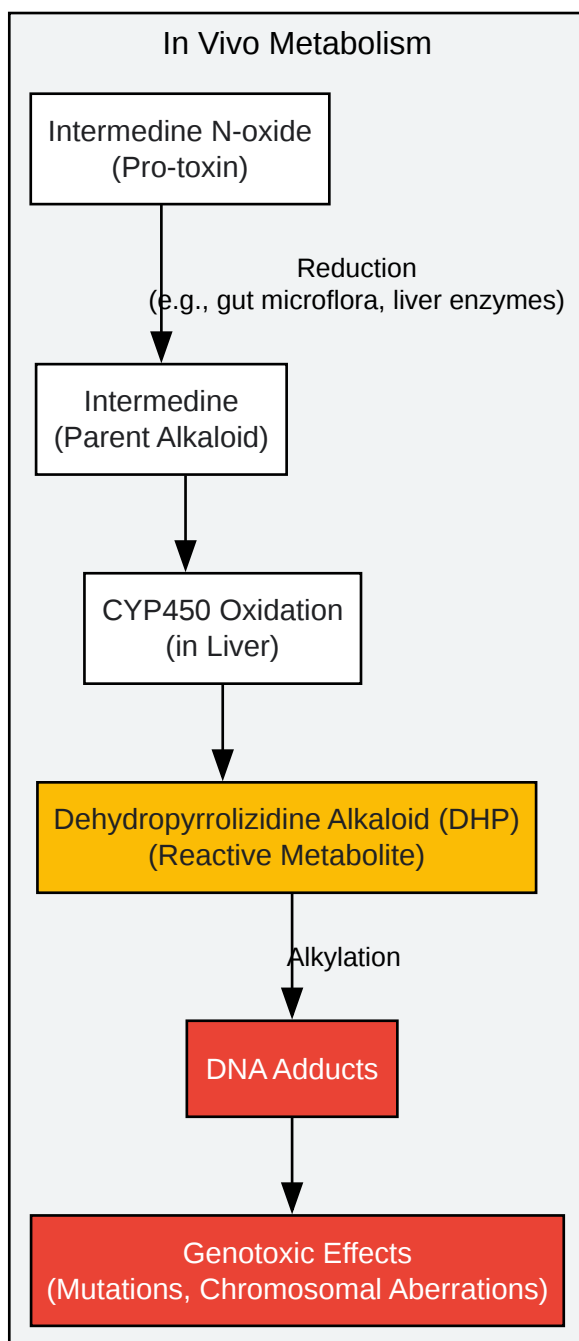 In Vivo Metabolism
Intermedine N-oxide
(Pro-toxin)
Reduction
(e.g., gut microflora, liver enzymes)
Intermedine
(Parent Alkaloid)
CYP450 Oxidation
(in Liver)
Dehydropyrrolizidine Alkaloid (DHP)
(Reactive Metabolite)
Alkylation
DNA Adducts
Genotoxic Effects
(Mutations, Chromosomal Aberrations)